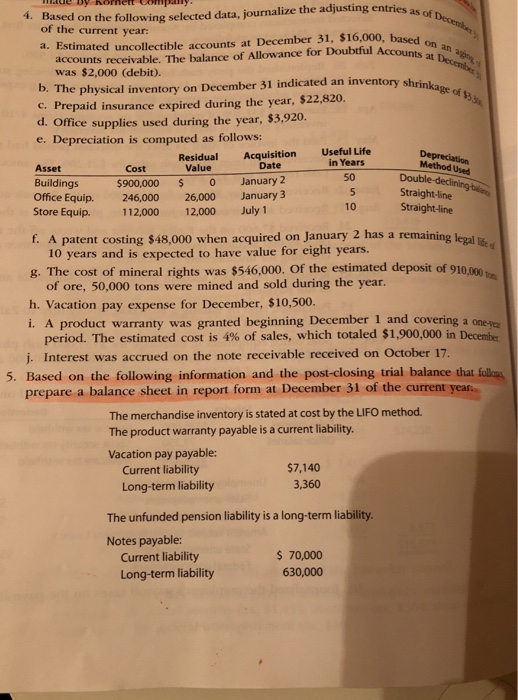 made by Kornett Company.
4. Based on the following selected data, journalize the adjusting entries as of December
of the current year:
a. Estimated uncollectible accounts at December 31, $16,000, based on an aging of
accounts receivable. The balance of Allowance for Doubtful Accounts at December
was $2,000 (debit).
b. The physical inventory on December 31 indicated an inventory shrinkage of
c. Prepaid insurance expired during the year, $22,820.
d. Office supplies used during the year, $3,920.
e. Depreciation is computed as follows:
Asset Cost Residual Value Acquisition Date Useful Life in Years Depreciation Method Used
Buildings $900,000 $ 0 January 2 50 Double-declining-balance
Office Equip. 246,000 26,000 January 3 5 Straight-line
Store Equip. 112,000 12,000 July 1 10 Straight-line
f. A patent costing $48,000 when acquired on January 2 has a remaining legal life of
10 years and is expected to have value for eight years.
g. The cost of mineral rights was $546,000. Of the estimated deposit of 910,000 tons
of ore, 50,000 tons were mined and sold during the year.
h. Vacation pay expense for December, $10,500.
i. A product warranty was granted beginning December 1 and covering a one-year
period. The estimated cost is 4% of sales, which totaled $1,900,000 in December.
j. Interest was accrued on the note receivable received on October 17.
5. Based on the following information and the post-closing trial balance that follows,
prepare a balance sheet in report form at December 31 of the current year.
The merchandise inventory is stated at cost by the LIFO method.
The product warranty payable is a current liability.
Vacation pay payable:
Current liability $7,140
Long-term liability 3,360
The unfunded pension liability is a long-term liability.
Notes payable:
Current liability $ 70,000
Long-term liability 630,000